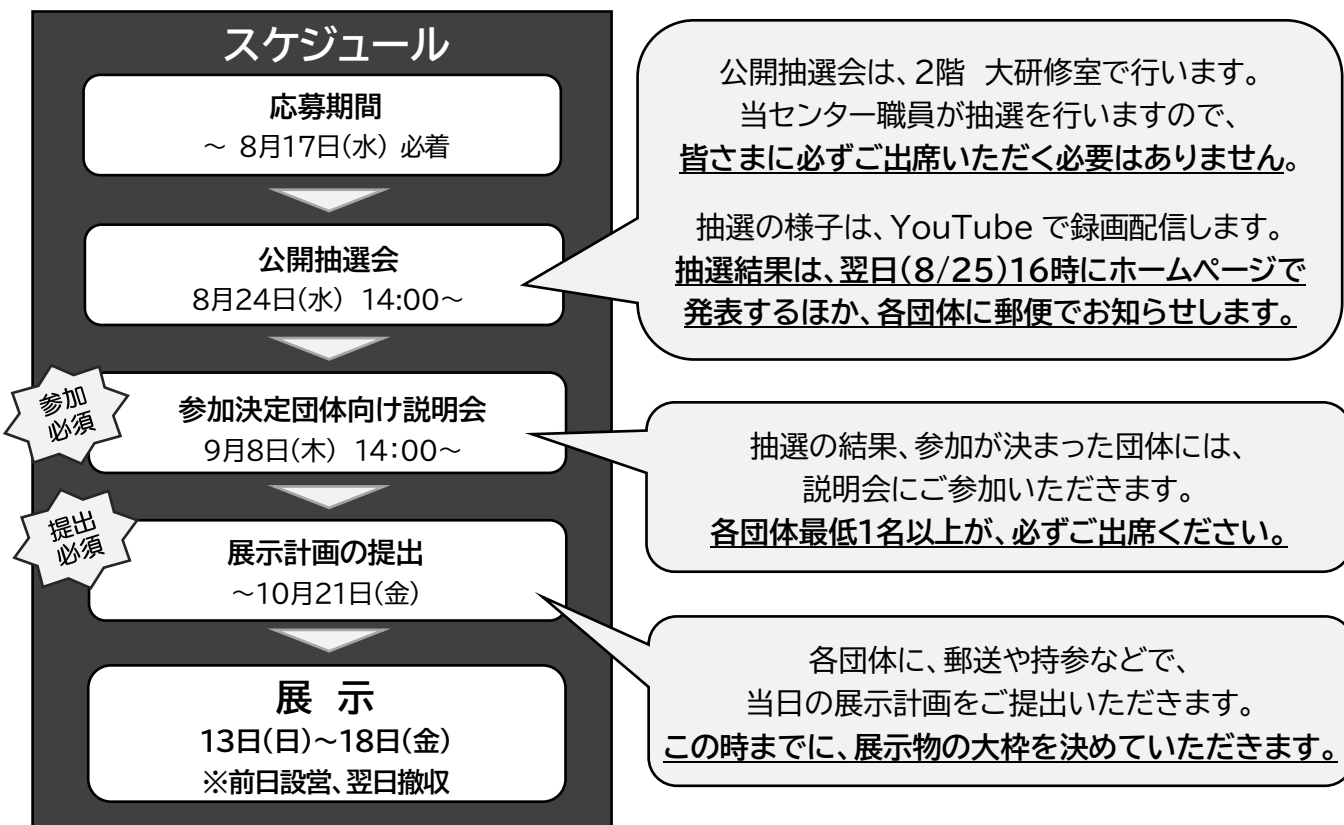 スケジュール
応募期間
～ 8月17日(水) 必着
公開抽選会
8月24日(水) 14:00～
参加
必須
参加決定団体向け説明会
9月8日(木) 14：00～
提出
必須
展示計画の提出
～10月21日(金)
展 示
13日(日)～18日(金)
※前日設営、翌日撤収
公開抽選会は、2階 大研修室で行います。
当センター職員が抽選を行いますので、
皆さまに必ずご出席いただく必要はありません。
抽選の様子は、YouTube で録画配信します。
抽選結果は、翌日(8/25)16時にホームページで
発表するほか、各団体に郵便でお知らせします。
抽選の結果、参加が決まった団体には、
説明会にご参加いただきます。
各団体最低1名以上が、必ずご出席ください。
各団体に、郵送や持参などで、
当日の展示計画をご提出いただきます。
この時までに、展示物の大枠を決めていただきます。